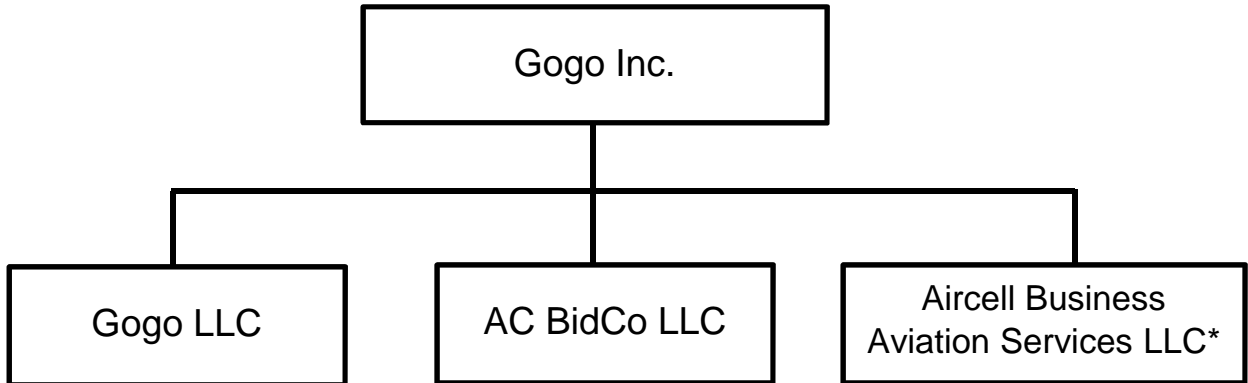 Gogo Inc.
Gogo LLC
AC BidCo LLC
Aircell Business
Aviation Services LLC*